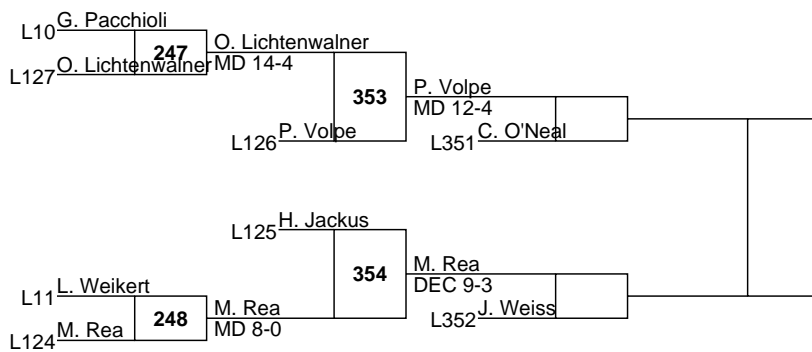 L10 G. Pacchioli
247
L127 O. Lichtenwalner
O. Lichtenwalner
MD 14-4
353
L126 P. Volpe
P. Volpe
MD 12-4
L351 C. O'Neal
L125 H. Jackus
354
L11 L. Weikert
248
L124 M. Rea
M. Rea
MD 8-0
M. Rea
DEC 9-3
L352 J. Weiss